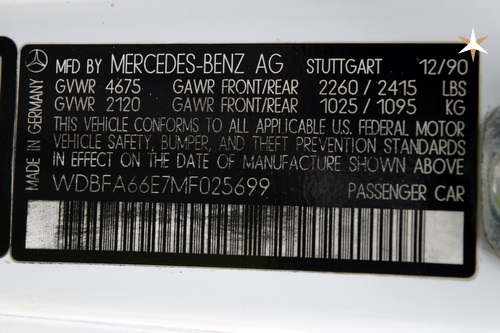 MFD BY MERCEDES-BENZ AG STUTTGART 12/90
GVWR 4675 GAWR FRONT/REAR 2260 / 2415 LBS
GVWR 2120 GAWR FRONT/REAR 1025 / 1095 KG
THIS VEHICLE CONFORMS TO ALL APPLICABLE U.S. FEDERAL MOTOR
VEHICLE SAFETY, BUMPER, AND THEFT PREVENTION STANDARDS
IN EFFECT ON THE DATE OF MANUFACTURE SHOWN ABOVE
WDBFA66E7MF025699 PASSENGER CAR
MADE IN GERMANY